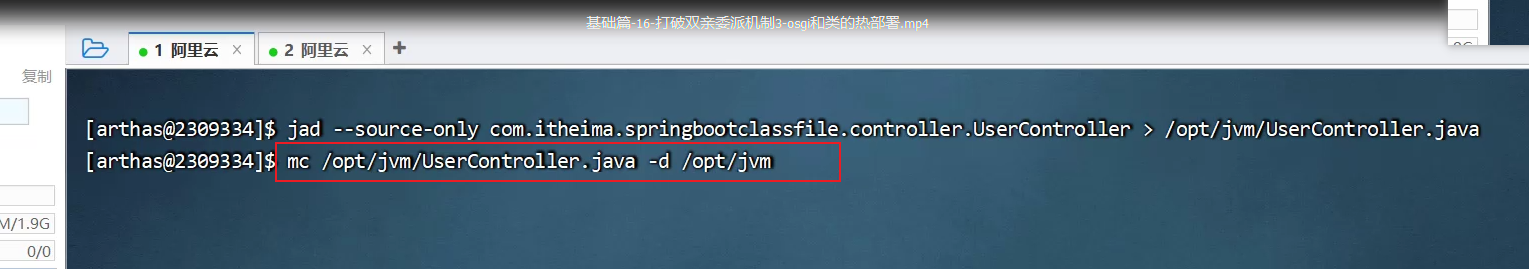 基础篇-16-打破双亲委派机制3-osgi和类的热部署.mp4
1 阿里云 ×
2 阿里云 ×
+
复制
[arthas@2309334]$ jad --source-only com.itheima.springbootclassfile.controller.UserController > /opt/jvm/UserController.java
[arthas@2309334]$ mc /opt/jvm/UserController.java -d /opt/jvm
M/1.9G
0/0